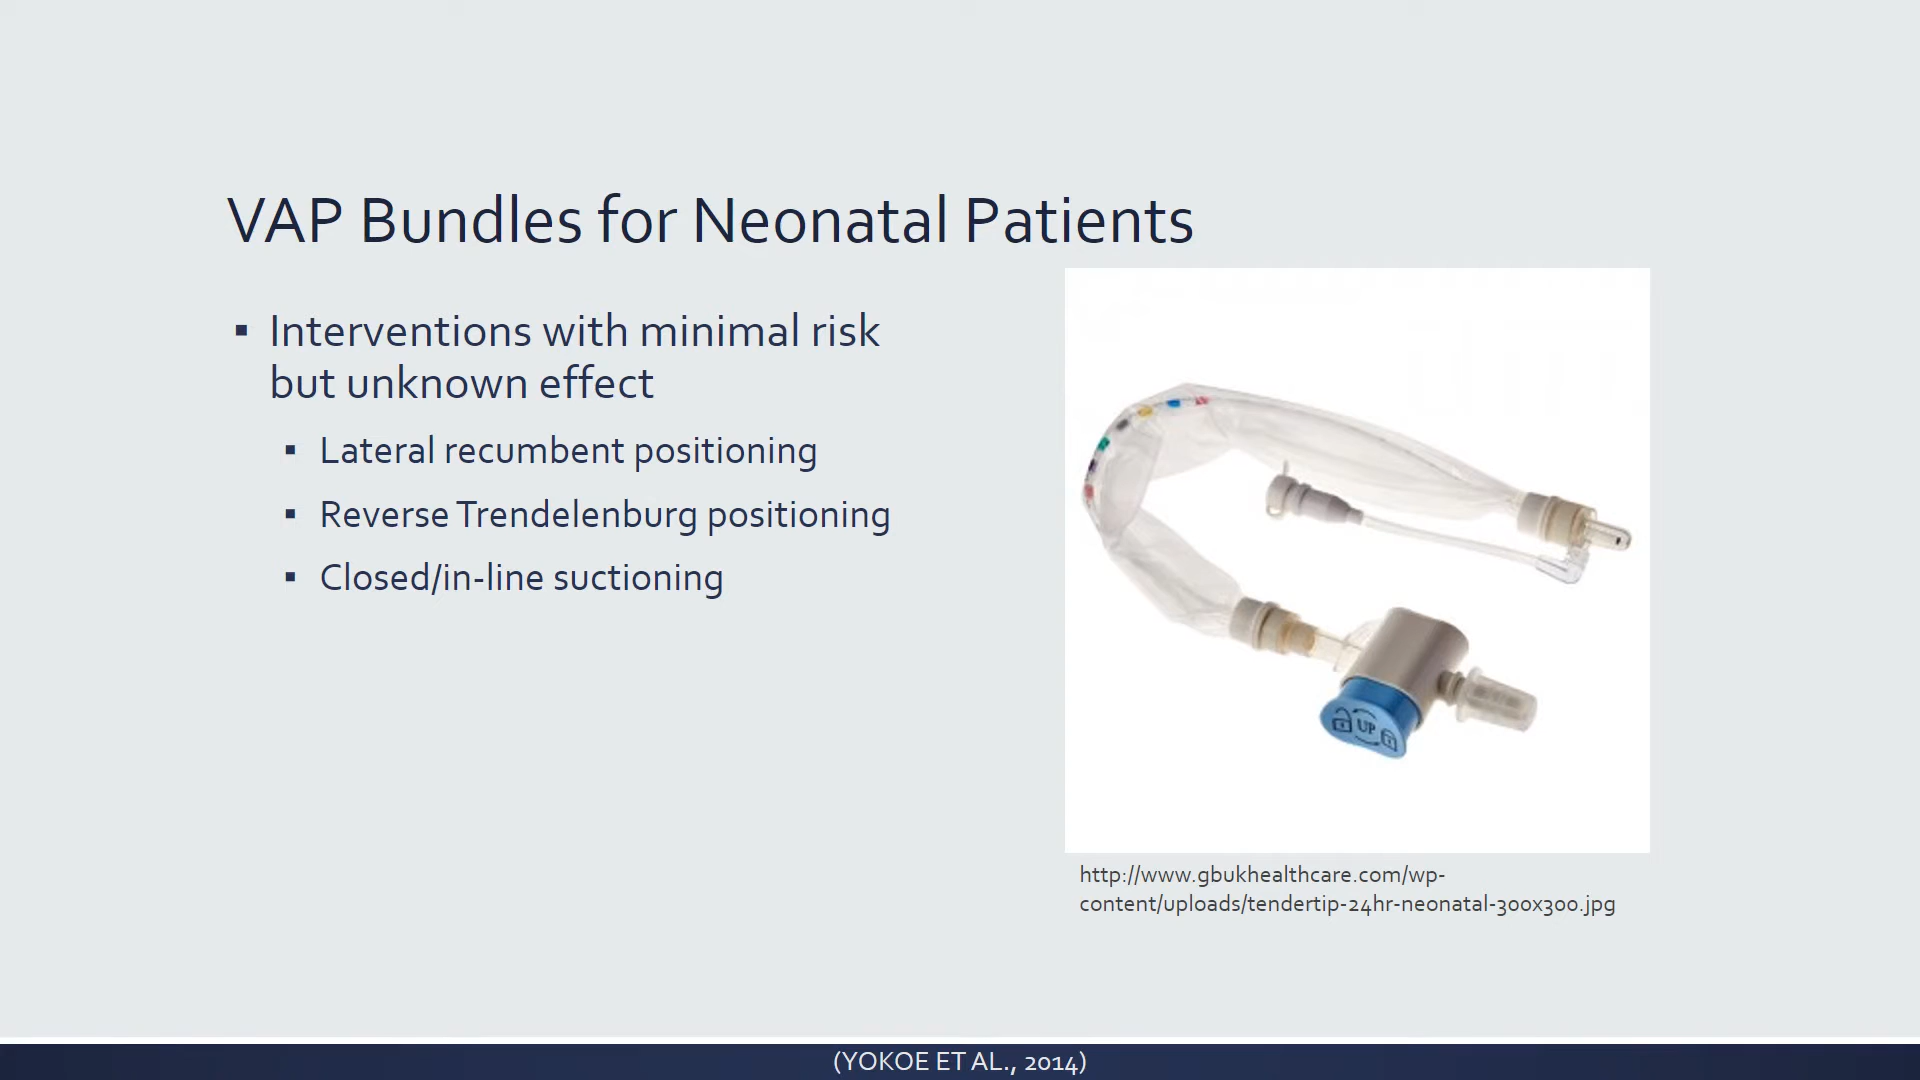 VAP Bundles for Neonatal Patients
▪ Interventions with minimal risk
but unknown effect
▪ Lateral recumbent positioning
▪ Reverse Trendelenburg positioning
▪ Closed/in-line suctioning
UP
http://www.gbukhealthcare.com/wp-
content/uploads/tendertip-24hr-neonatal-300x300.jpg
(YOKOE ET AL., 2014)